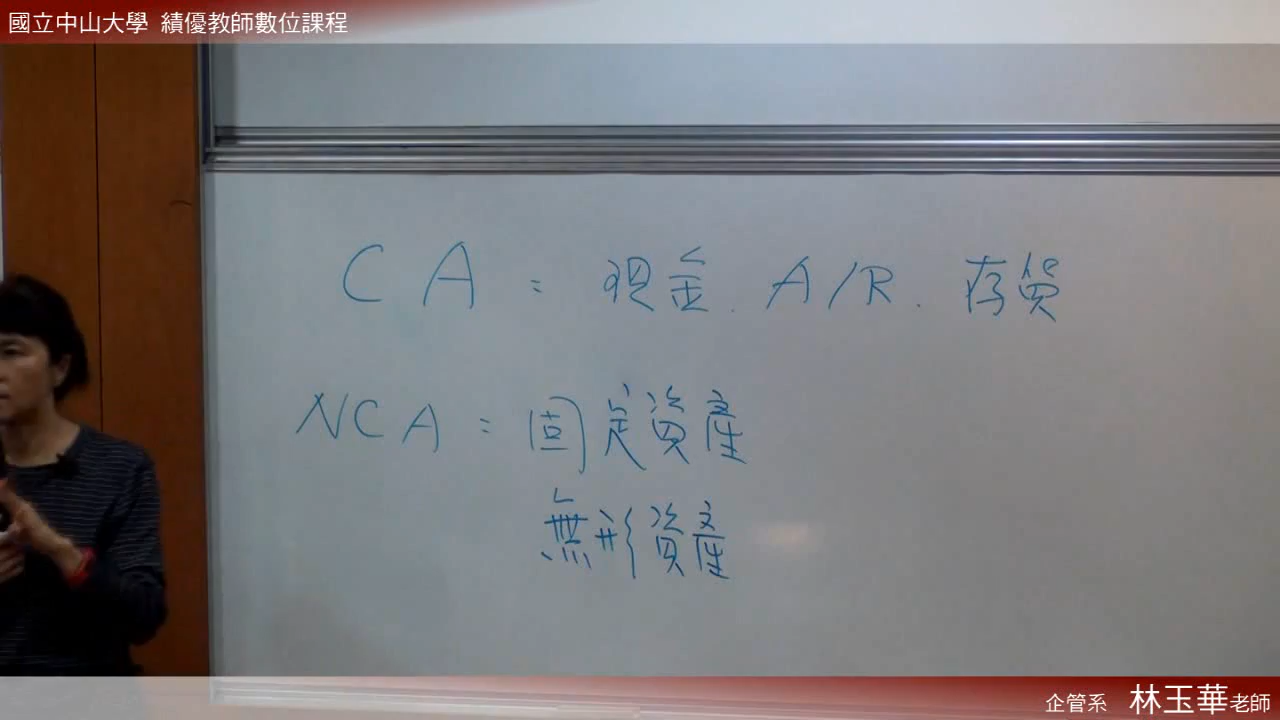 國立中山大學 績優教師數位課程
CA : 現金. A/R. 存貨
NCA : 固定資產
無形資產
企管系 林玉華老師